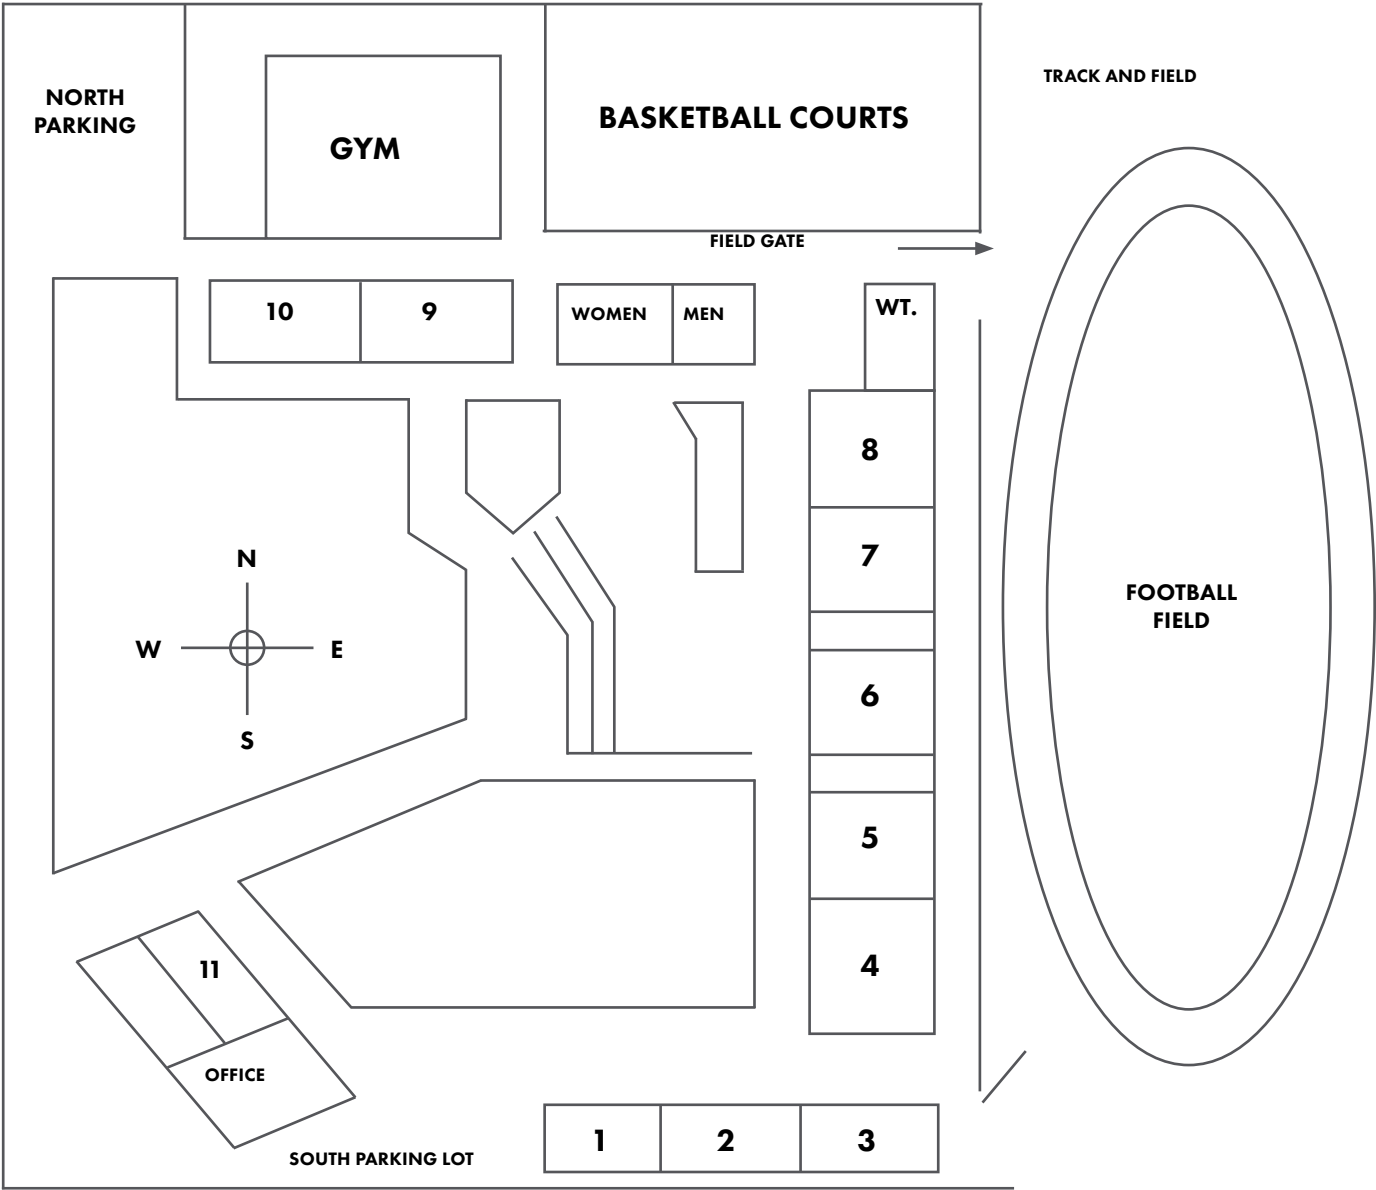 TRACK AND FIELD
NORTH
PARKING
BASKETBALL COURTS
GYM
FIELD GATE
10
9
WOMEN
MEN
WT.
8
7
N
W
E
S
FOOTBALL
FIELD
6
5
4
11
OFFICE
1
2
3
SOUTH PARKING LOT